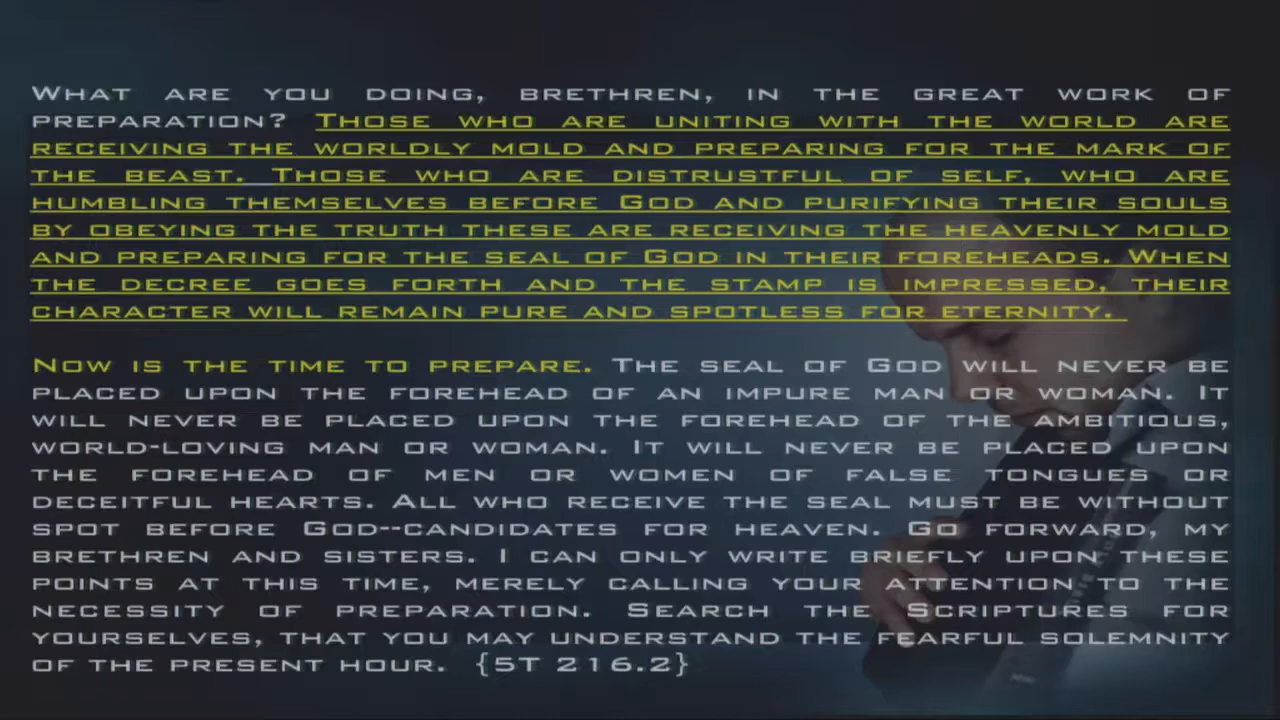 What are you doing, brethren, in the great work of
preparation? Those who are uniting with the world are
receiving the worldly mold and preparing for the mark of
the beast. Those who are distrustful of self, who are
humbling themselves before God and purifying their souls
by obeying the truth these are receiving the heavenly mold
and preparing for the seal of God in their foreheads. When
the decree goes forth and the stamp is impressed, their
character will remain pure and spotless for eternity.
Now is the time to prepare. The seal of God will never be
placed upon the forehead of an impure man or woman. It
will never be placed upon the forehead of the ambitious,
world-loving man or woman. It will never be placed upon
the forehead of men or women of false tongues or
deceitful hearts. All who receive the seal must be without
spot before God--candidates for heaven. Go forward, my
brethren and sisters. I can only write briefly upon these
points at this time, merely calling your attention to the
necessity of preparation. Search the Scriptures for
yourselves, that you may understand the fearful solemnity
of the present hour. {5T 216.2}